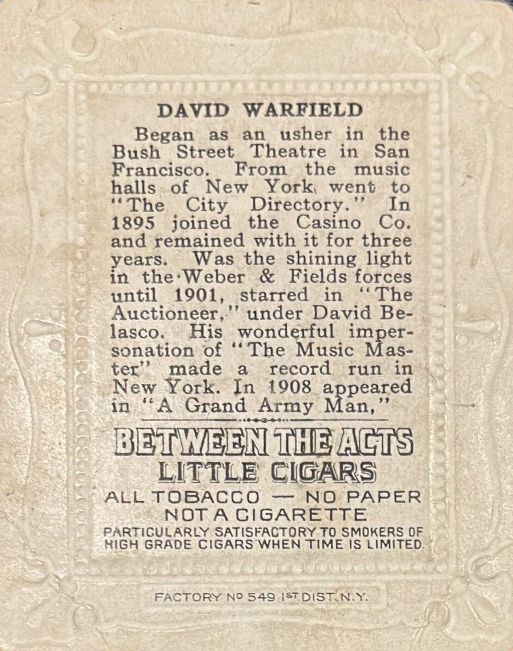 DAVID WARFIELD
Began as an usher in the
Bush Street Theatre in San
Francisco. From the music
halls of New York went to
"The City Directory." In
1895 joined the Casino Co.
and remained with it for three
years. Was the shining light
in the Weber & Fields forces
until 1901, starred in "The
Auctioneer," under David Be-
lasco. His wonderful imper-
sonation of "The Music Mas-
ter" made a record run in
New York. In 1908 appeared
in "A Grand Army Man,"
BETWEEN THE ACTS
LITTLE CIGARS
ALL TOBACCO — NO PAPER
NOT A CIGARETTE
PARTICULARLY SATISFACTORY TO SMOKERS OF
HIGH GRADE CIGARS WHEN TIME IS LIMITED.
FACTORY No 549 1ST DIST. N.Y.